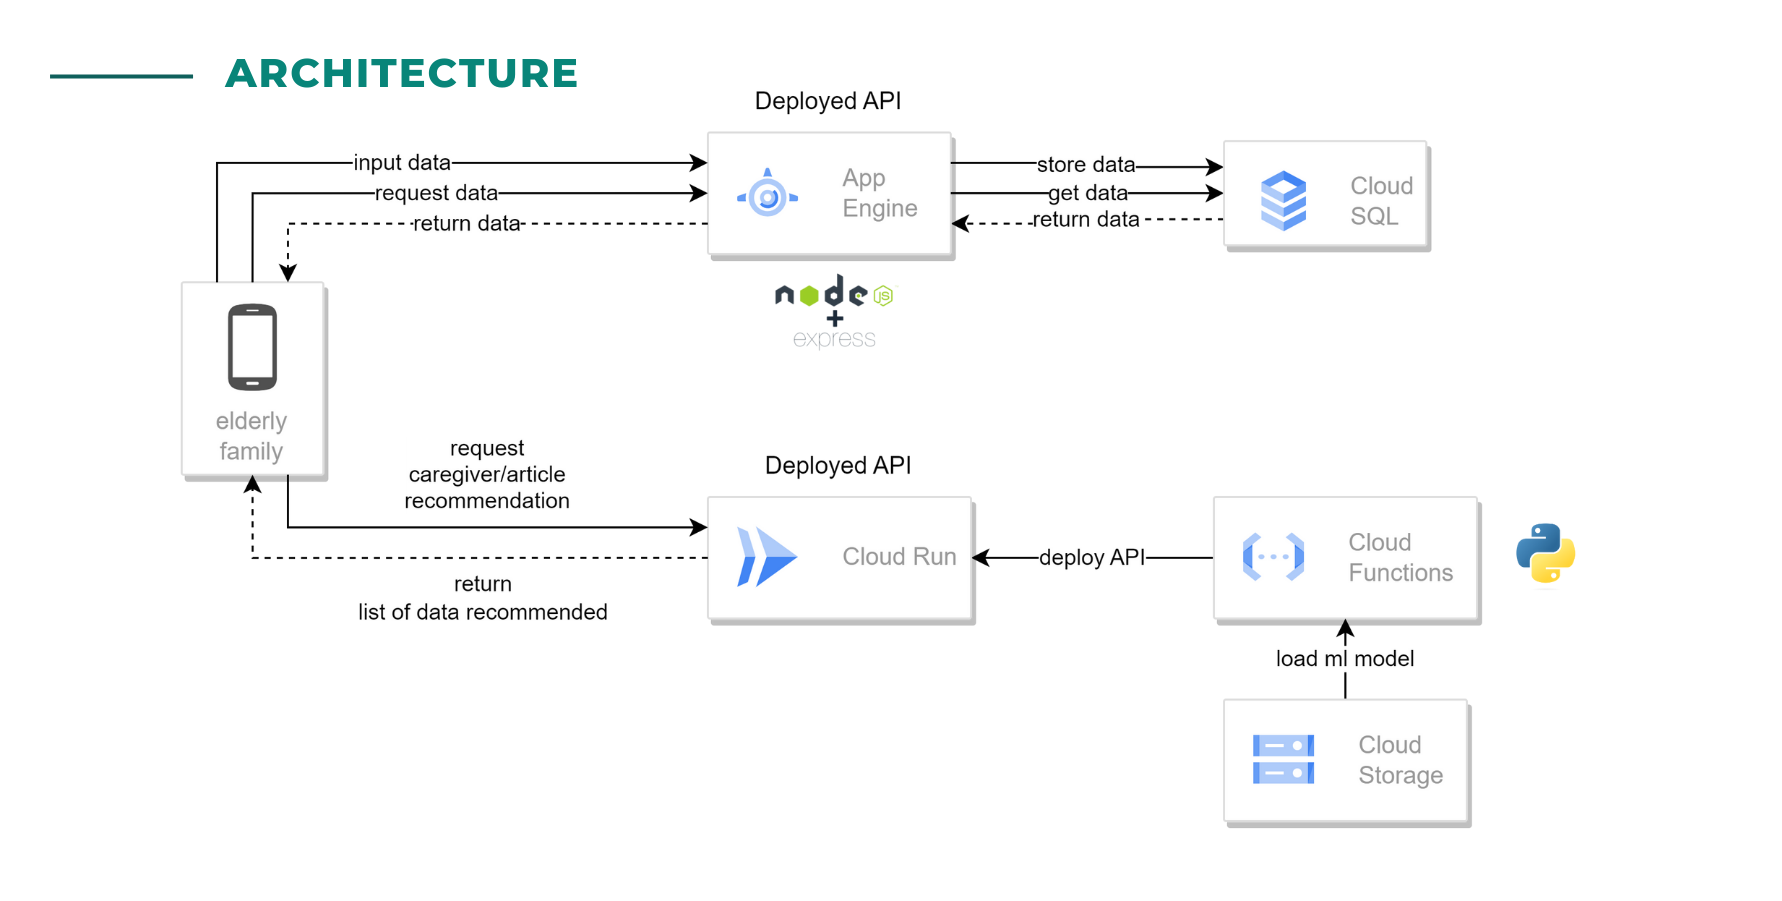 ARCHITECTURE
Deployed API
input data
request data
return data
App
Engine
store data
get data
return data
Cloud
SQL
node
JS
+
express
elderly
family
request
caregiver/article
recommendation
return
list of data recommended
Deployed API
Cloud Run
deploy API
Cloud
Functions
load ml model
Cloud
Storage